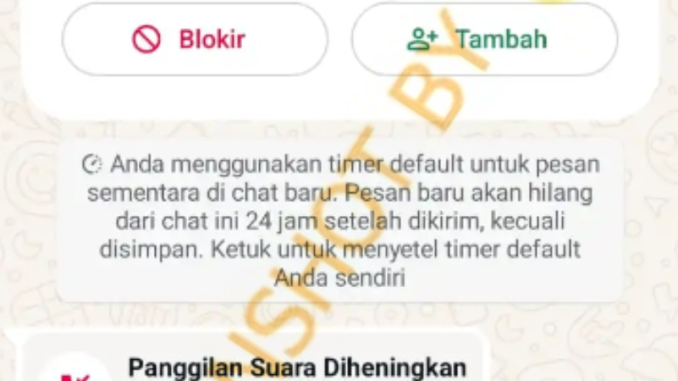 Blokir
Tambah
Anda menggunakan timer default untuk pesan
sementara di chat baru. Pesan baru akan hilang
dari chat ini 24 jam setelah dikirim, kecuali
disimpan. Ketuk untuk menyetel timer default
Anda sendiri
NSHOT BY
Panggilan Suara Diheningkan